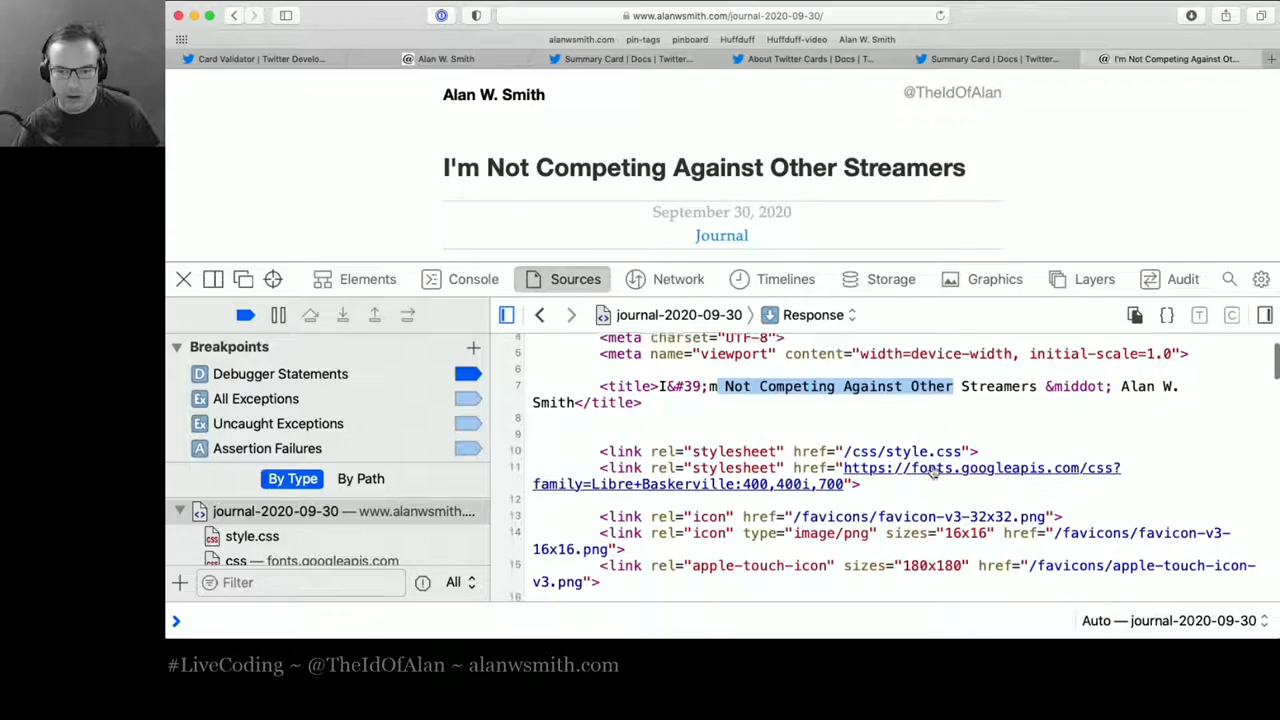 www.alanwsmith.com/journal-2020-09-30/
alanwsmith.com pin-tags pinboard Huffduff Huffduff-video Alan W. Smith
Card Validator | Twitter Develo... @ Alan W. Smith Summary Card | Docs | Twitter... About Twitter Cards | Docs | T... Summary Card | Docs | Twitter... @ I'm Not Competing Against Ot...
Alan W. Smith @TheIdOfAlan
I'm Not Competing Against Other Streamers
September 30, 2020
Journal
Elements Console Sources Network Timelines Storage Graphics Layers Audit
journal-2020-09-30 Response
Breakpoints
D Debugger Statements
Ex All Exceptions
Ex Uncaught Exceptions
A Assertion Failures
By Type By Path
journal-2020-09-30 — www.alanwsmith....
style.css
css — fonts.googleapis.com
Filter All
4 <meta charset="UTF-8">
5 <meta name="viewport" content="width=device-width, initial-scale=1.0">
6
7 <title>I&#39;m Not Competing Against Other Streamers &middot; Alan W.
Smith</title>
8
9
10 <link rel="stylesheet" href="/css/style.css">
11 <link rel="stylesheet" href="https://fonts.googleapis.com/css?
family=Libre+Baskerville:400,400i,700">
12
13 <link rel="icon" href="/favicons/favicon-v3-32x32.png">
14 <link rel="icon" type="image/png" sizes="16x16" href="/favicons/favicon-v3-
16x16.png">
15 <link rel="apple-touch-icon" sizes="180x180" href="/favicons/apple-touch-icon-
v3.png">
16
Auto — journal-2020-09-30
#LiveCoding ~ @TheIdOfAlan ~ alanwsmith.com